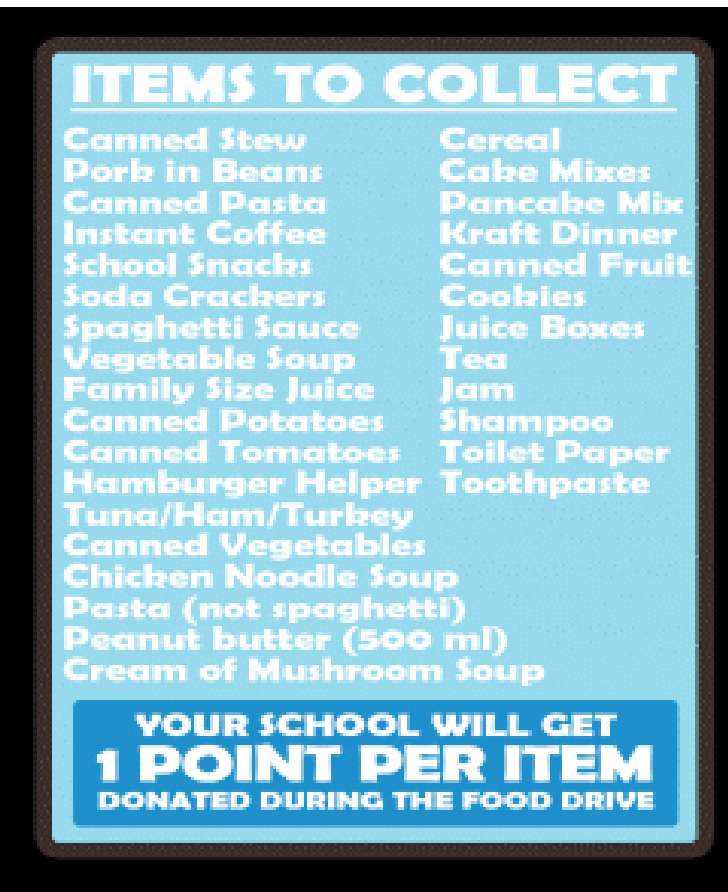 ITEMS TO COLLECT
Canned Stew
Pork in Beans
Canned Pasta
Instant Coffee
School Snacks
Soda Crackers
Spaghetti Sauce
Vegetable Soup
Family Size Juice
Canned Potatoes
Canned Tomatoes
Hamburger Helper
Tuna/Ham/Turkey
Canned Vegetables
Chicken Noodle Soup
Pasta (not spaghetti)
Peanut butter (500 ml)
Cream of Mushroom Soup
Cereal
Cake Mixes
Pancake Mix
Kraft Dinner
Canned Fruit
Cookies
Juice Boxes
Tea
Jam
Shampoo
Toilet Paper
Toothpaste
YOUR SCHOOL WILL GET
1 POINT PER ITEM
DONATED DURING THE FOOD DRIVE